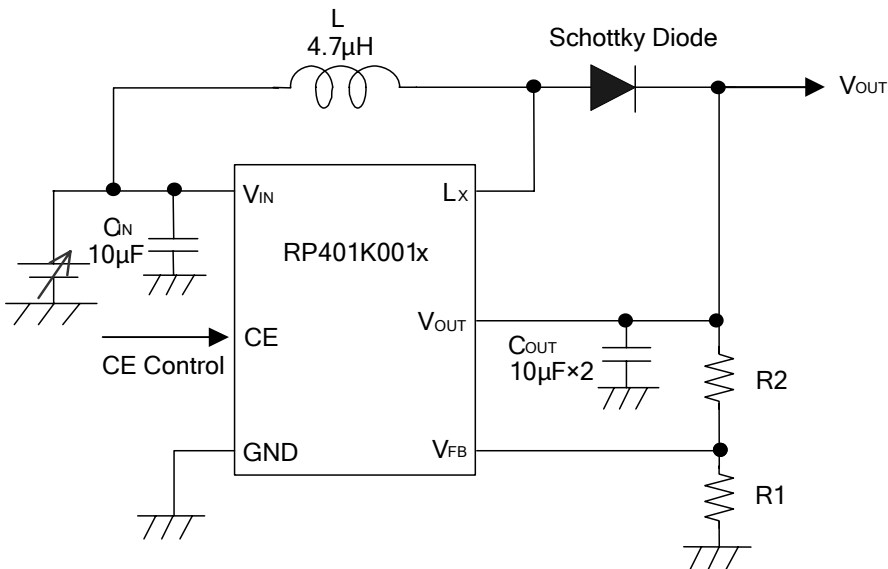 L
4.7µH
Schottky Diode
VOUT
VIN
LX
CIN
10µF
RP401K001x
CE
CE Control
VOUT
COUT
10µF×2
R2
GND
VFB
R1